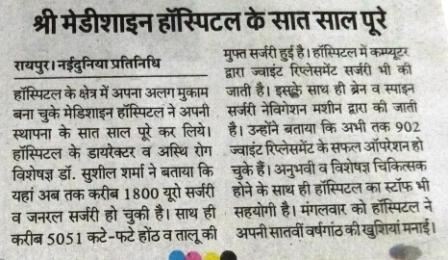 श्री मेडीशाइन हॉस्पिटल के सात साल पूरे
रायपुर। नईदुनिया प्रतिनिधि
हॉस्पिटल के क्षेत्र में अपना अलग मुकाम
बना चुके मेडिशाइन हॉस्पिटल ने अपनी
स्थापना के सात साल पूरे कर लिये।
हॉस्पिटल के डायरेक्टर व अस्थि रोग
विशेषज्ञ डॉ. सुशील शर्मा ने बताया कि
यहां अब तक करीब 1800 यूरो सर्जरी
व जनरल सर्जरी हो चुकी है। साथ ही
करीब 5051 कटे-फटे होंठ व तालू की
मुफ्त सर्जरी हुई है। हॉस्पिटल में कम्प्यूटर
द्वारा ज्वाइंट रिप्लेसमेंट सर्जरी भी की
जाती है। इसके साथ ही ब्रेन व स्पाइन
सर्जरी नेविगेशन मशीन द्वारा की जाती
है। उन्होंने बताया कि अभी तक 902
ज्वाइंट रिप्लेसमेंट के सफल ऑपरेशन हो
चुके हैं। अनुभवी व विशेषज्ञ चिकित्सक
होने के साथ ही हॉस्पिटल का स्टॉफ भी
सहयोगी है। मंगलवार को हॉस्पिटल ने
अपनी सातवीं वर्षगांठ की खुशियां मनाई।